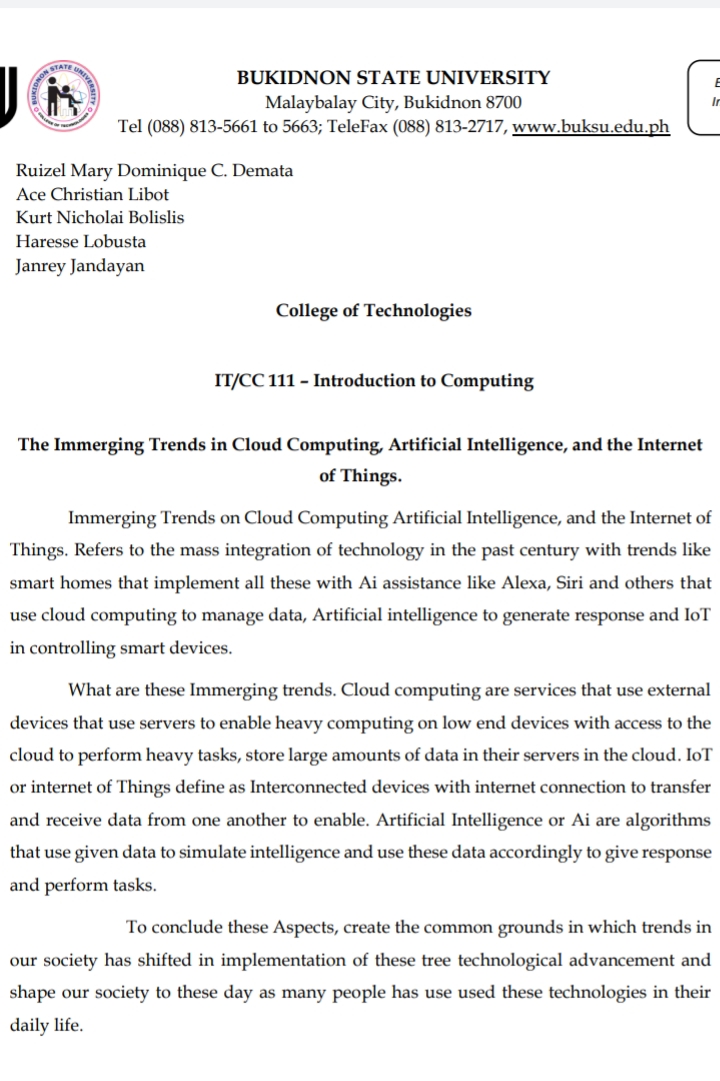 BUKIDNON STATE UNIVERSITY
Malaybalay City, Bukidnon 8700
Tel (088) 813-5661 to 5663; TeleFax (088) 813-2717, www.buksu.edu.ph
BUKIDNON STATE UNIVERSITY
COLLEGE OF TECHNOLOGIES
Ruizel Mary Dominique C. Demata
Ace Christian Libot
Kurt Nicholai Bolislis
Haresse Lobusta
Janrey Jandayan
College of Technologies
IT/CC 111 – Introduction to Computing
The Immerging Trends in Cloud Computing, Artificial Intelligence, and the Internet
of Things.
Immerging Trends on Cloud Computing Artificial Intelligence, and the Internet of
Things. Refers to the mass integration of technology in the past century with trends like
smart homes that implement all these with Ai assistance like Alexa, Siri and others that
use cloud computing to manage data, Artificial intelligence to generate response and IoT
in controlling smart devices.
What are these Immerging trends. Cloud computing are services that use external
devices that use servers to enable heavy computing on low end devices with access to the
cloud to perform heavy tasks, store large amounts of data in their servers in the cloud. IoT
or internet of Things define as Interconnected devices with internet connection to transfer
and receive data from one another to enable. Artificial Intelligence or Ai are algorithms
that use given data to simulate intelligence and use these data accordingly to give response
and perform tasks.
To conclude these Aspects, create the common grounds in which trends in
our society has shifted in implementation of these tree technological advancement and
shape our society to these day as many people has use used these technologies in their
daily life.